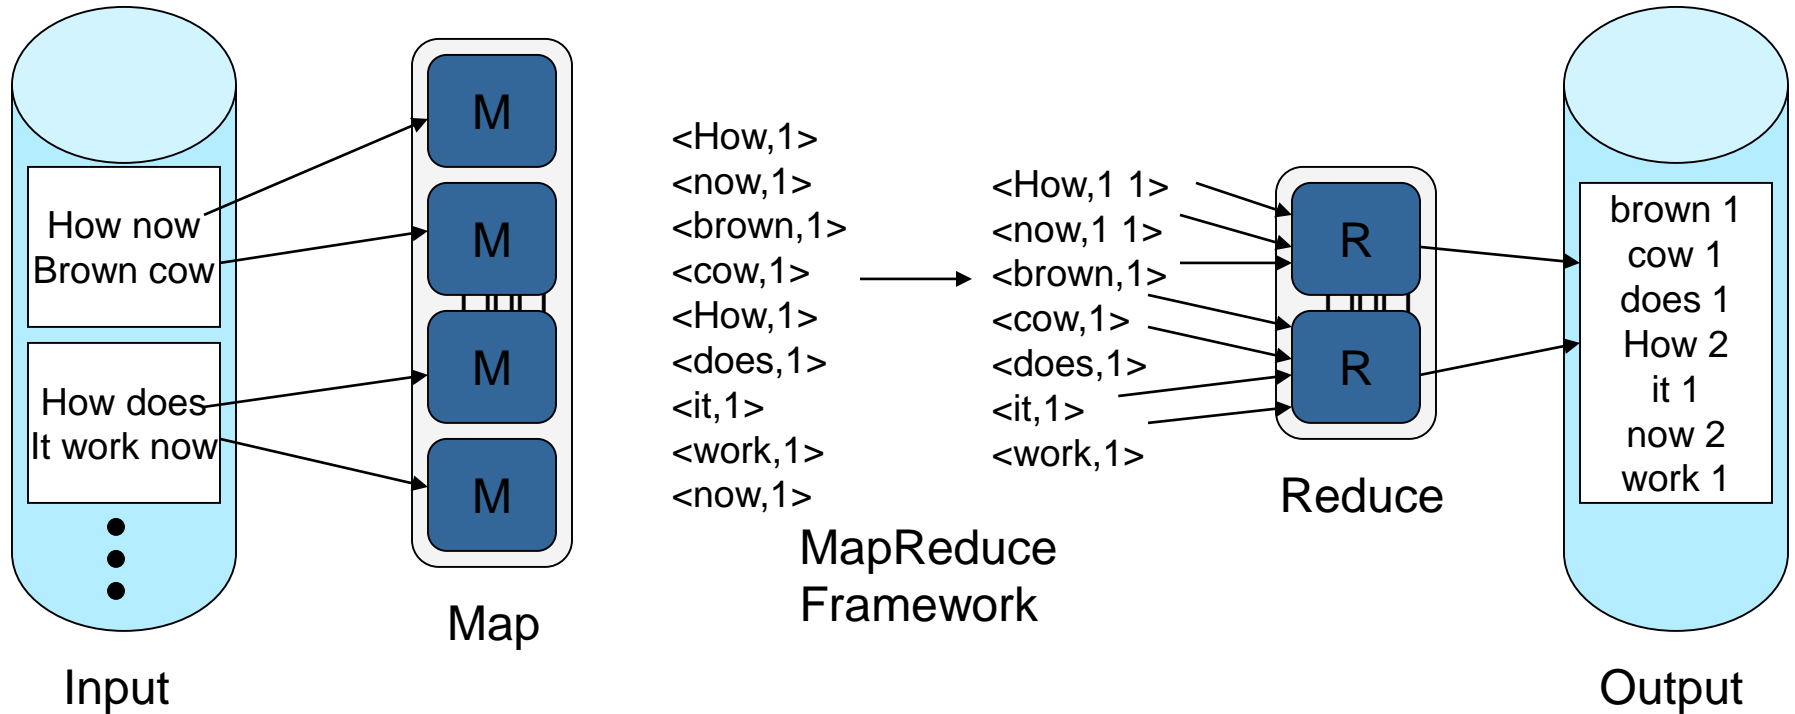 How now
Brown cow
How does
It work now
Input
M
M
M
M
Map
<How,1>
<now,1>
<brown,1>
<cow,1>
<How,1>
<does,1>
<it,1>
<work,1>
<now,1>
MapReduce
Framework
<How,1 1>
<now,1 1>
<brown,1>
<cow,1>
<does,1>
<it,1>
<work,1>
R
R
Reduce
brown 1
cow 1
does 1
How 2
it 1
now 2
work 1
Output